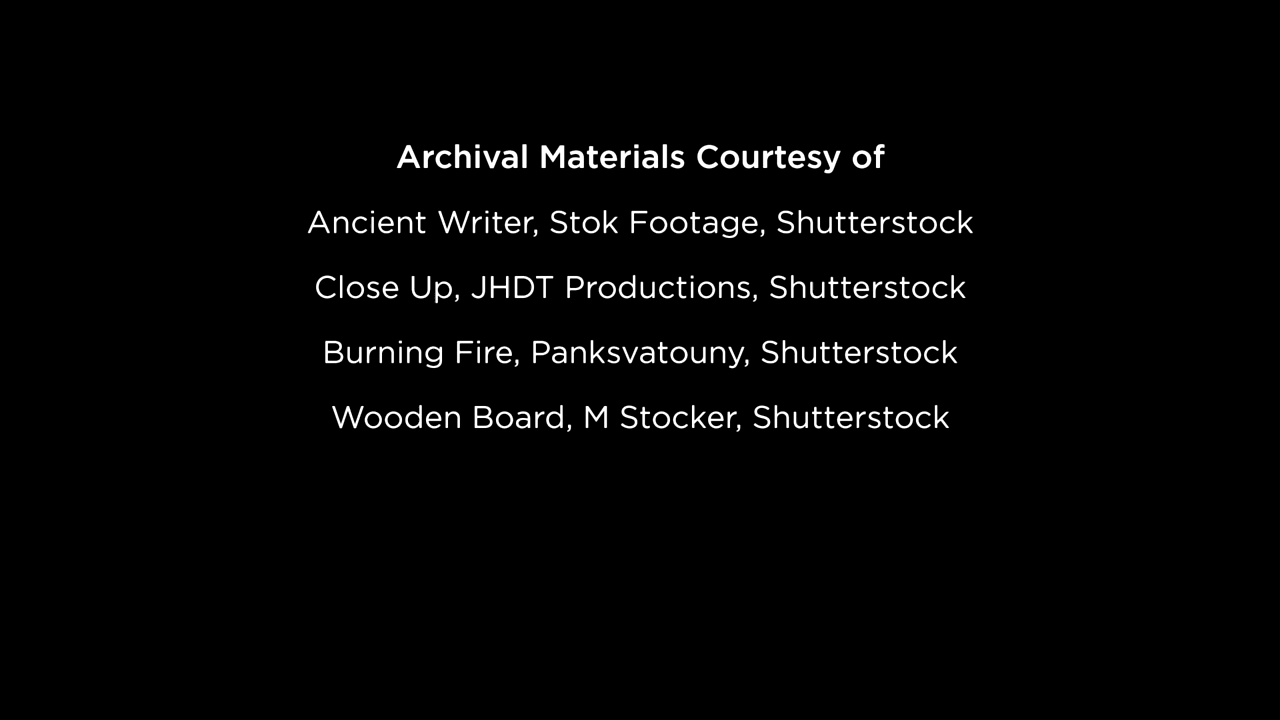 Archival Materials Courtesy of
Ancient Writer, Stok Footage, Shutterstock
Close Up, JHDT Productions, Shutterstock
Burning Fire, Panksvatouny, Shutterstock
Wooden Board, M Stocker, Shutterstock